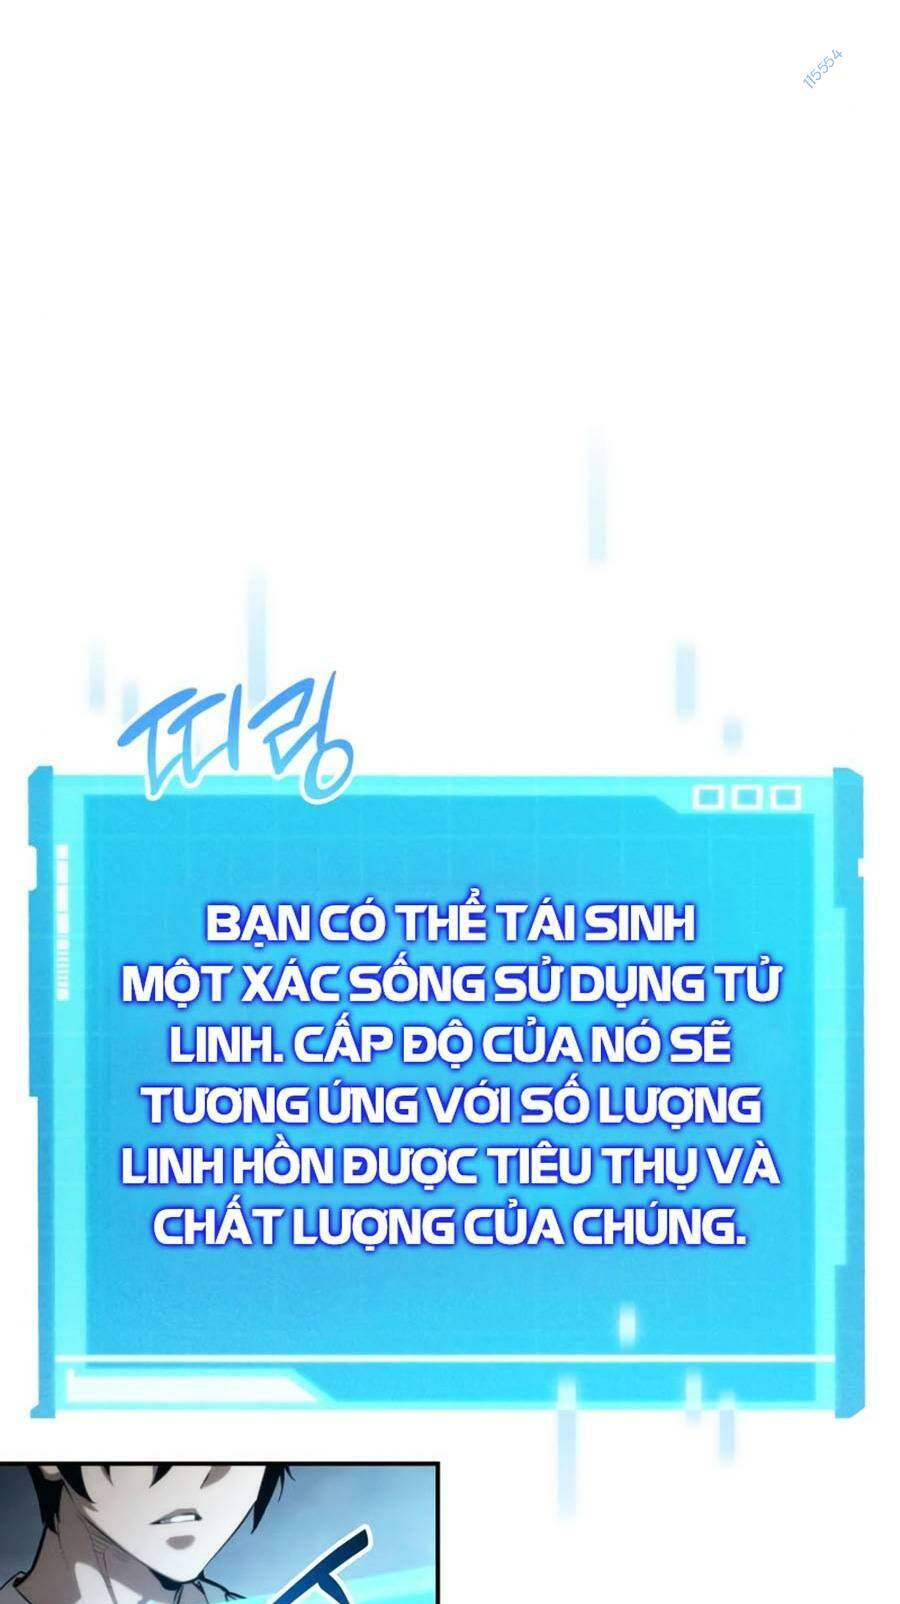 115554
띠링
BẠN CÓ THỂ TÁI SINH
MỘT XÁC SỐNG SỬ DỤNG TỬ
LINH. CẤP ĐỘ CỦA NÓ SẼ
TƯƠNG ỨNG VỚI SỐ LƯỢNG
LINH HỒN ĐƯỢC TIÊU THỤ VÀ
CHẤT LƯỢNG CỦA CHÚNG.